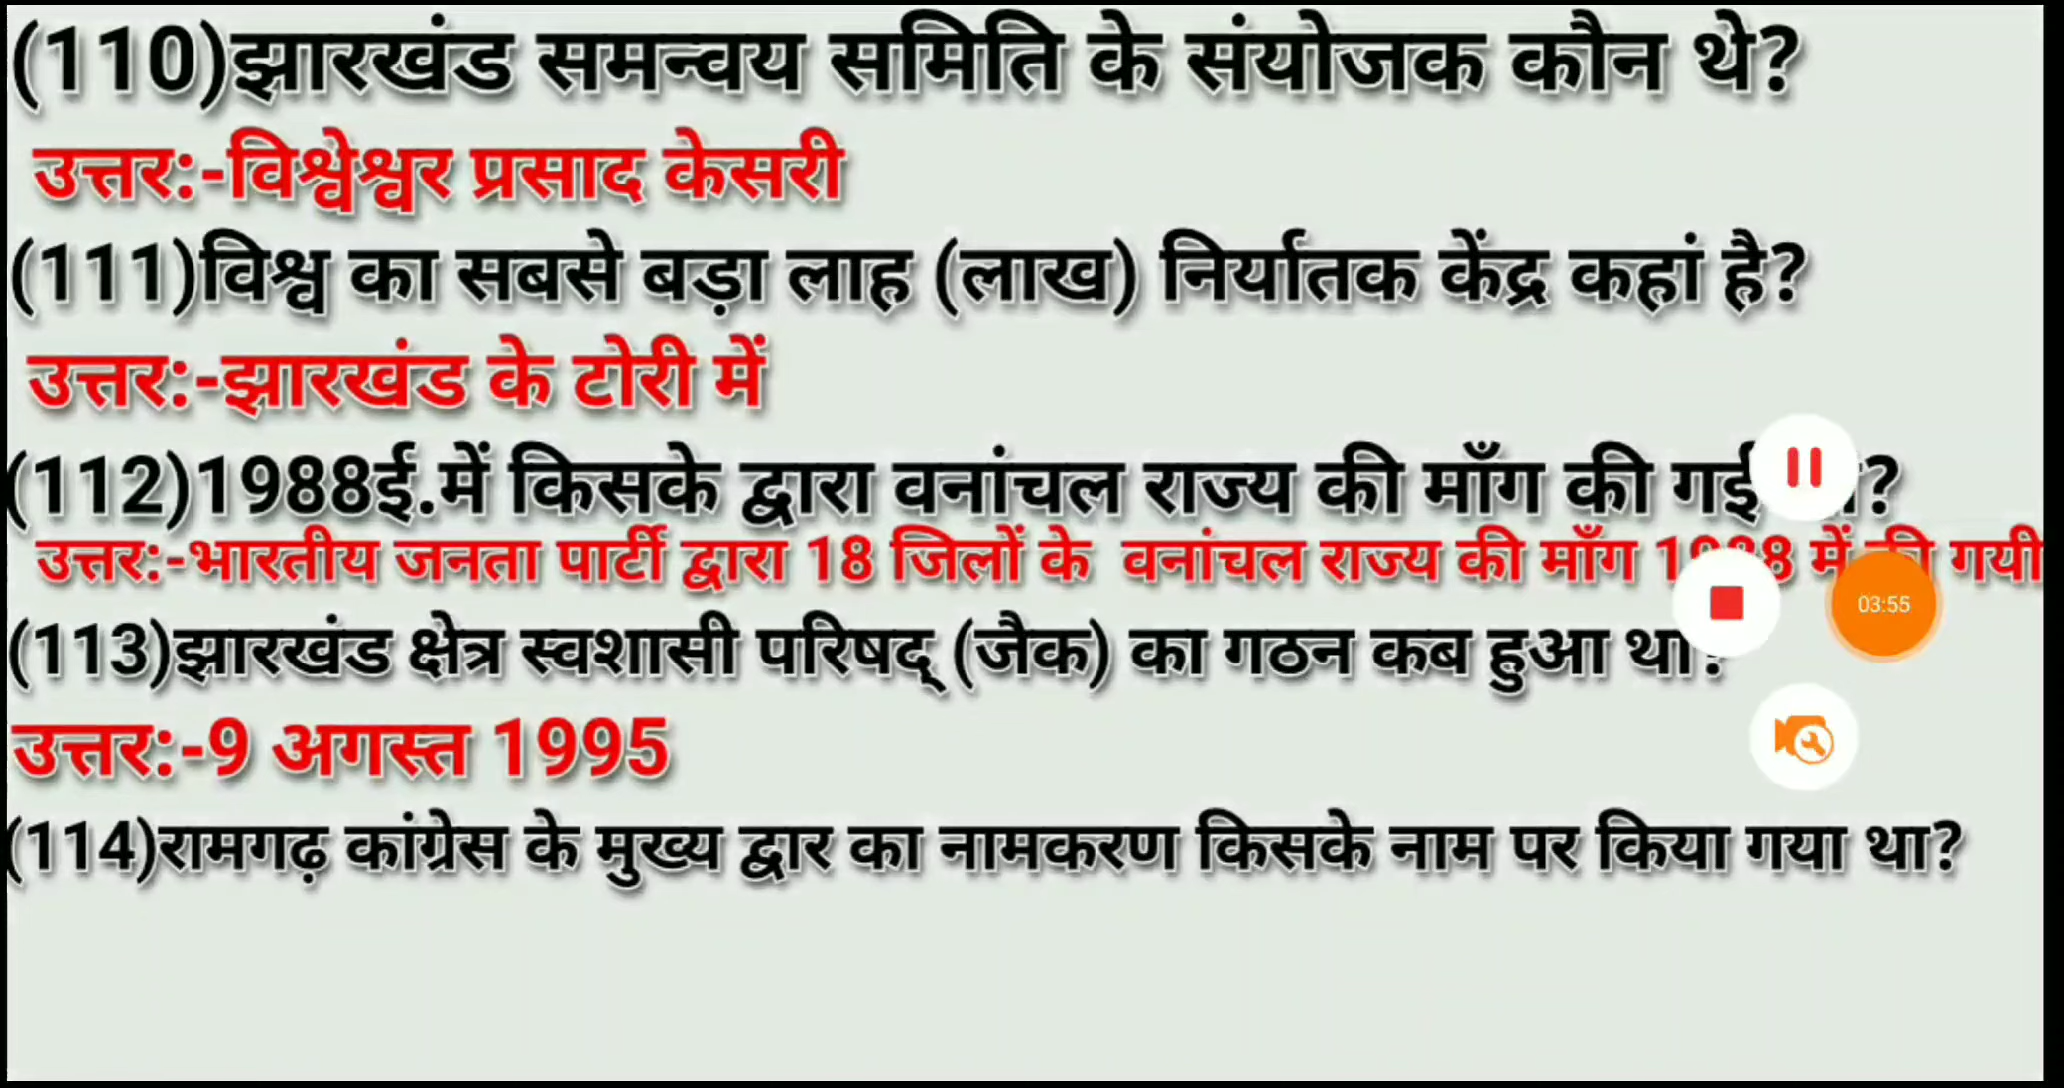 (110)झारखंड समन्वय समिति के संयोजक कौन थे?
उत्तर:-विश्वेश्वर प्रसाद केसरी
(111)विश्व का सबसे बड़ा लाह (लाख) निर्यातक केंद्र कहां है?
उत्तर:-झारखंड के टोरी में
(112)1988ई.में किसके द्वारा वनांचल राज्य की माँग की गई ?
उत्तर:-भारतीय जनता पार्टी द्वारा 18 जिलों के वनांचल राज्य की माँग 1988 में की गयी
03:55
(113)झारखंड क्षेत्र स्वशासी परिषद् (जैक) का गठन कब हुआ था?
उत्तर:-9 अगस्त 1995
(114)रामगढ़ कांग्रेस के मुख्य द्वार का नामकरण किसके नाम पर किया गया था?